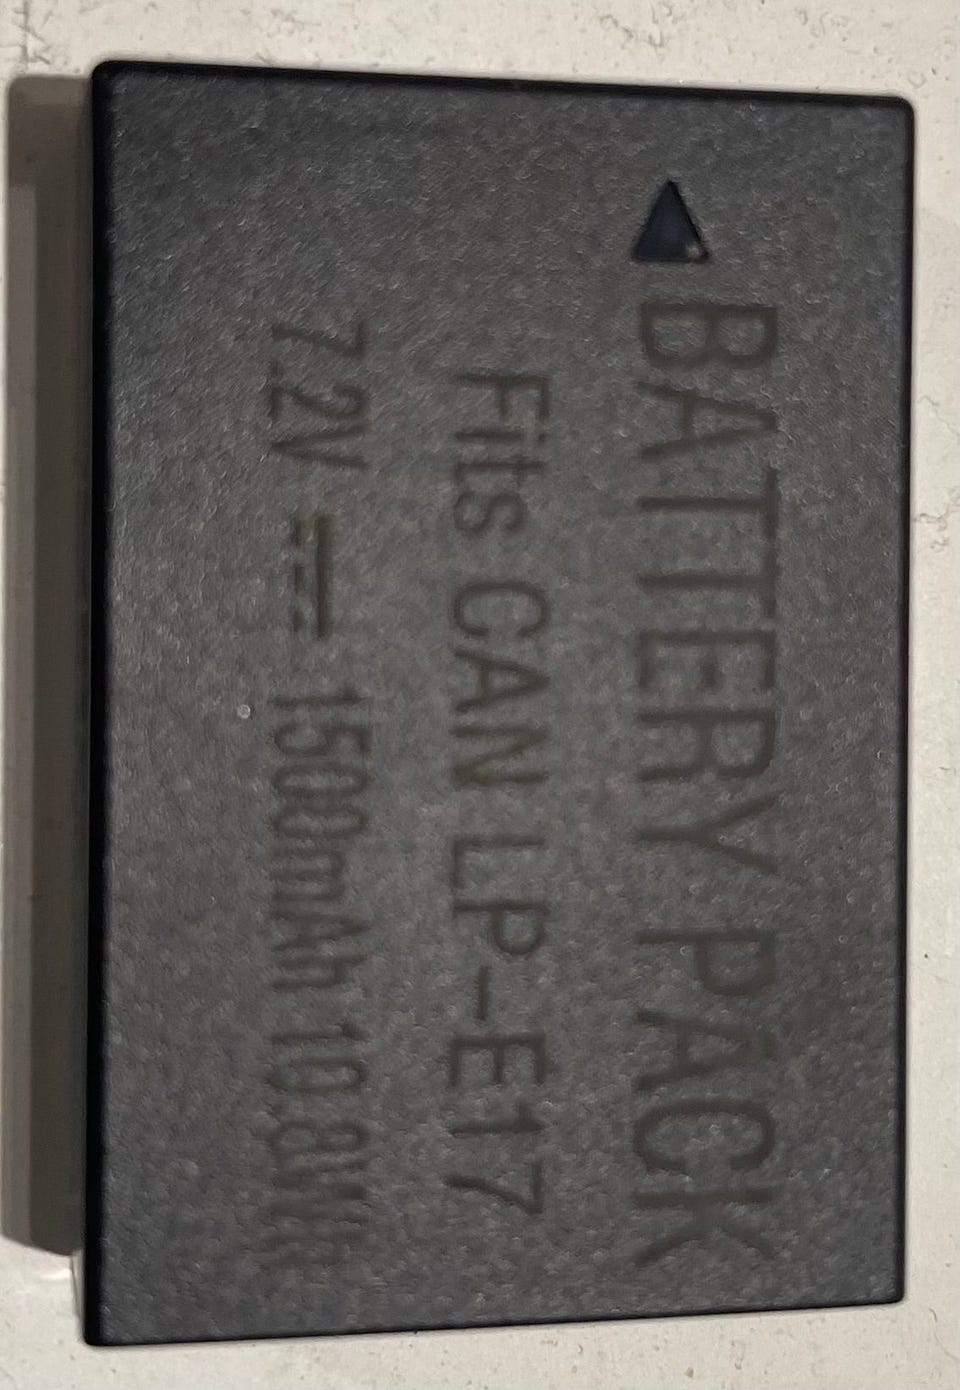 BATTERY PACK
Fits CAN LP-E17
7.2V ⎓ 1500mAh 10.8Wh